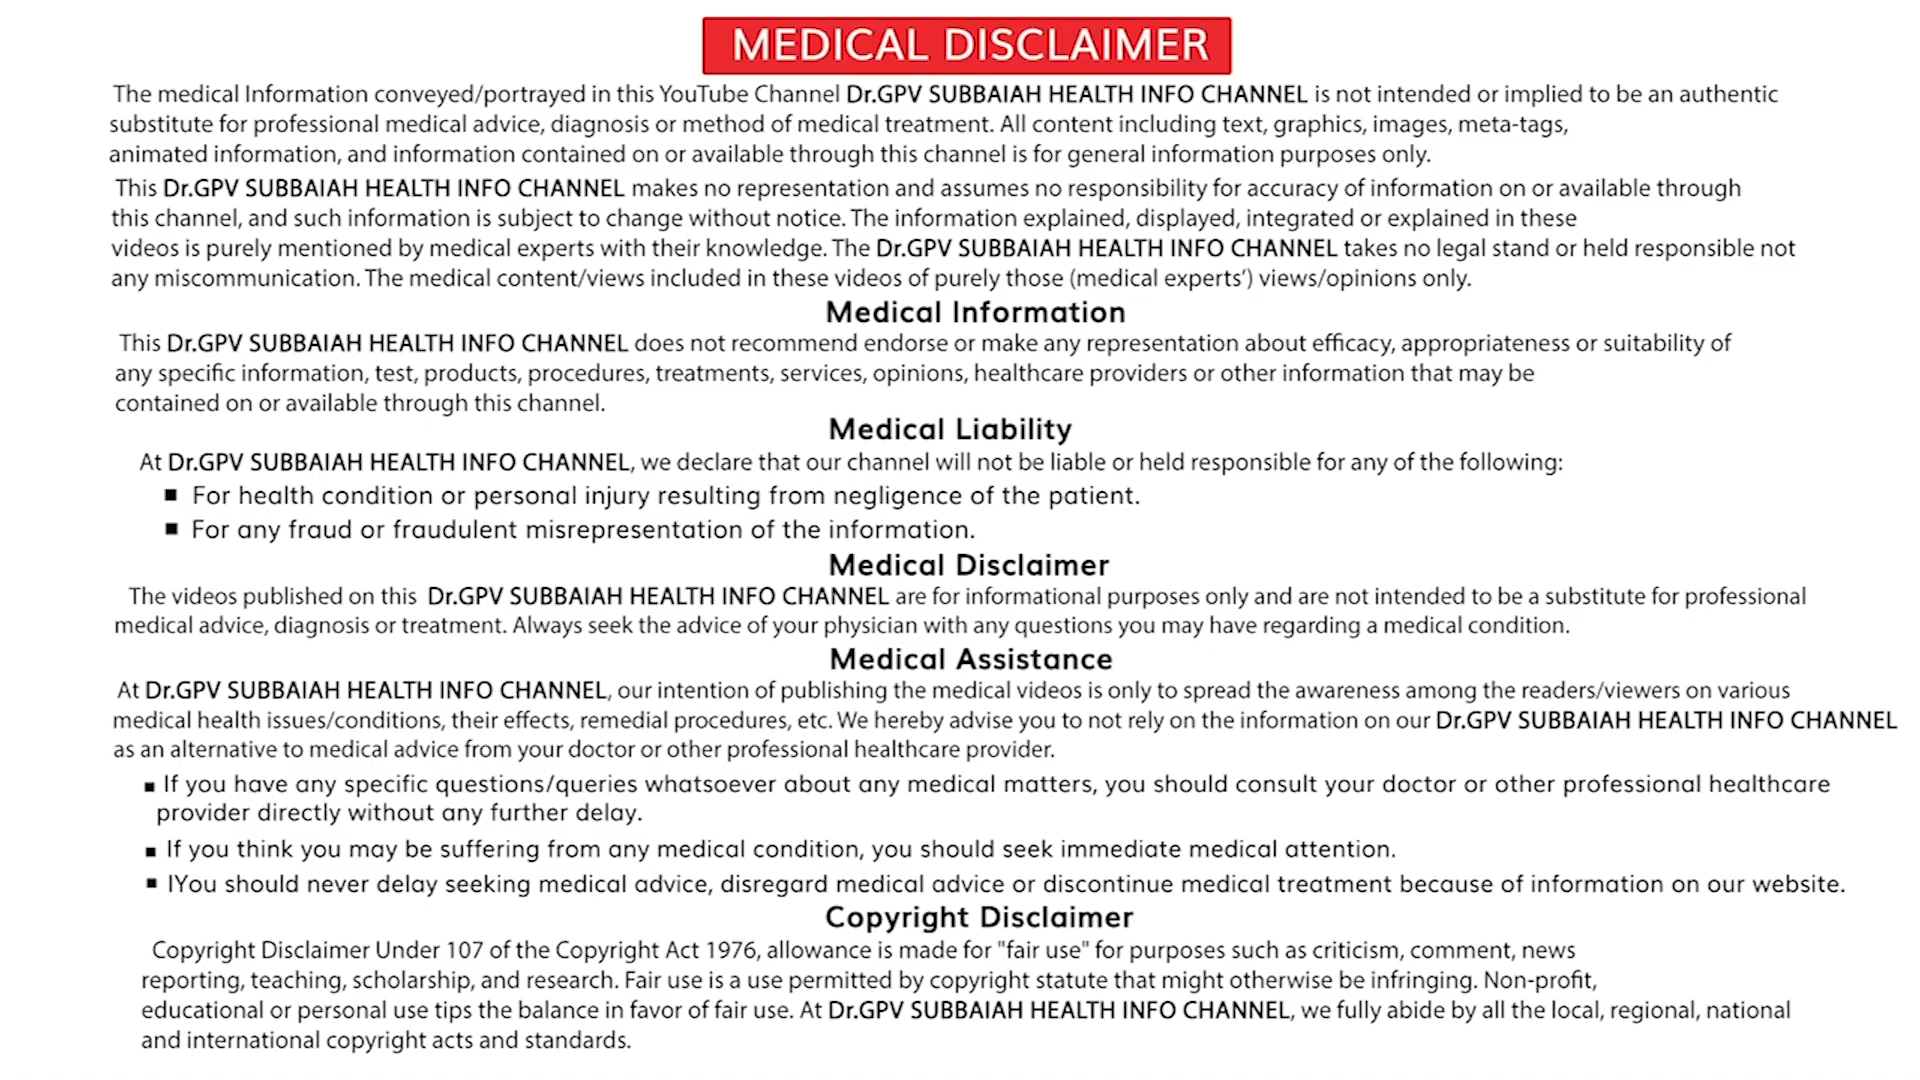 MEDICAL DISCLAIMER
The medical Information conveyed/portrayed in this YouTube Channel Dr.GPV SUBBAIAH HEALTH INFO CHANNEL is not intended or implied to be an authentic
substitute for professional medical advice, diagnosis or method of medical treatment. All content including text, graphics, images, meta-tags,
animated information, and information contained on or available through this channel is for general information purposes only.
This Dr.GPV SUBBAIAH HEALTH INFO CHANNEL makes no representation and assumes no responsibility for accuracy of information on or available through
this channel, and such information is subject to change without notice. The information explained, displayed, integrated or explained in these
videos is purely mentioned by medical experts with their knowledge. The Dr.GPV SUBBAIAH HEALTH INFO CHANNEL takes no legal stand or held responsible not
any miscommunication. The medical content/views included in these videos of purely those (medical experts') views/opinions only.
Medical Information
This Dr.GPV SUBBAIAH HEALTH INFO CHANNEL does not recommend endorse or make any representation about efficacy, appropriateness or suitability of
any specific information, test, products, procedures, treatments, services, opinions, healthcare providers or other information that may be
contained on or available through this channel.
Medical Liability
At Dr.GPV SUBBAIAH HEALTH INFO CHANNEL, we declare that our channel will not be liable or held responsible for any of the following:
■ For health condition or personal injury resulting from negligence of the patient.
■ For any fraud or fraudulent misrepresentation of the information.
Medical Disclaimer
The videos published on this Dr.GPV SUBBAIAH HEALTH INFO CHANNEL are for informational purposes only and are not intended to be a substitute for professional
medical advice, diagnosis or treatment. Always seek the advice of your physician with any questions you may have regarding a medical condition.
Medical Assistance
At Dr.GPV SUBBAIAH HEALTH INFO CHANNEL, our intention of publishing the medical videos is only to spread the awareness among the readers/viewers on various
medical health issues/conditions, their effects, remedial procedures, etc. We hereby advise you to not rely on the information on our Dr.GPV SUBBAIAH HEALTH INFO CHANNEL
as an alternative to medical advice from your doctor or other professional healthcare provider.
■ If you have any specific questions/queries whatsoever about any medical matters, you should consult your doctor or other professional healthcare
provider directly without any further delay.
■ If you think you may be suffering from any medical condition, you should seek immediate medical attention.
■ IYou should never delay seeking medical advice, disregard medical advice or discontinue medical treatment because of information on our website.
Copyright Disclaimer
Copyright Disclaimer Under 107 of the Copyright Act 1976, allowance is made for "fair use" for purposes such as criticism, comment, news
reporting, teaching, scholarship, and research. Fair use is a use permitted by copyright statute that might otherwise be infringing. Non-profit,
educational or personal use tips the balance in favor of fair use. At Dr.GPV SUBBAIAH HEALTH INFO CHANNEL, we fully abide by all the local, regional, national
and international copyright acts and standards.